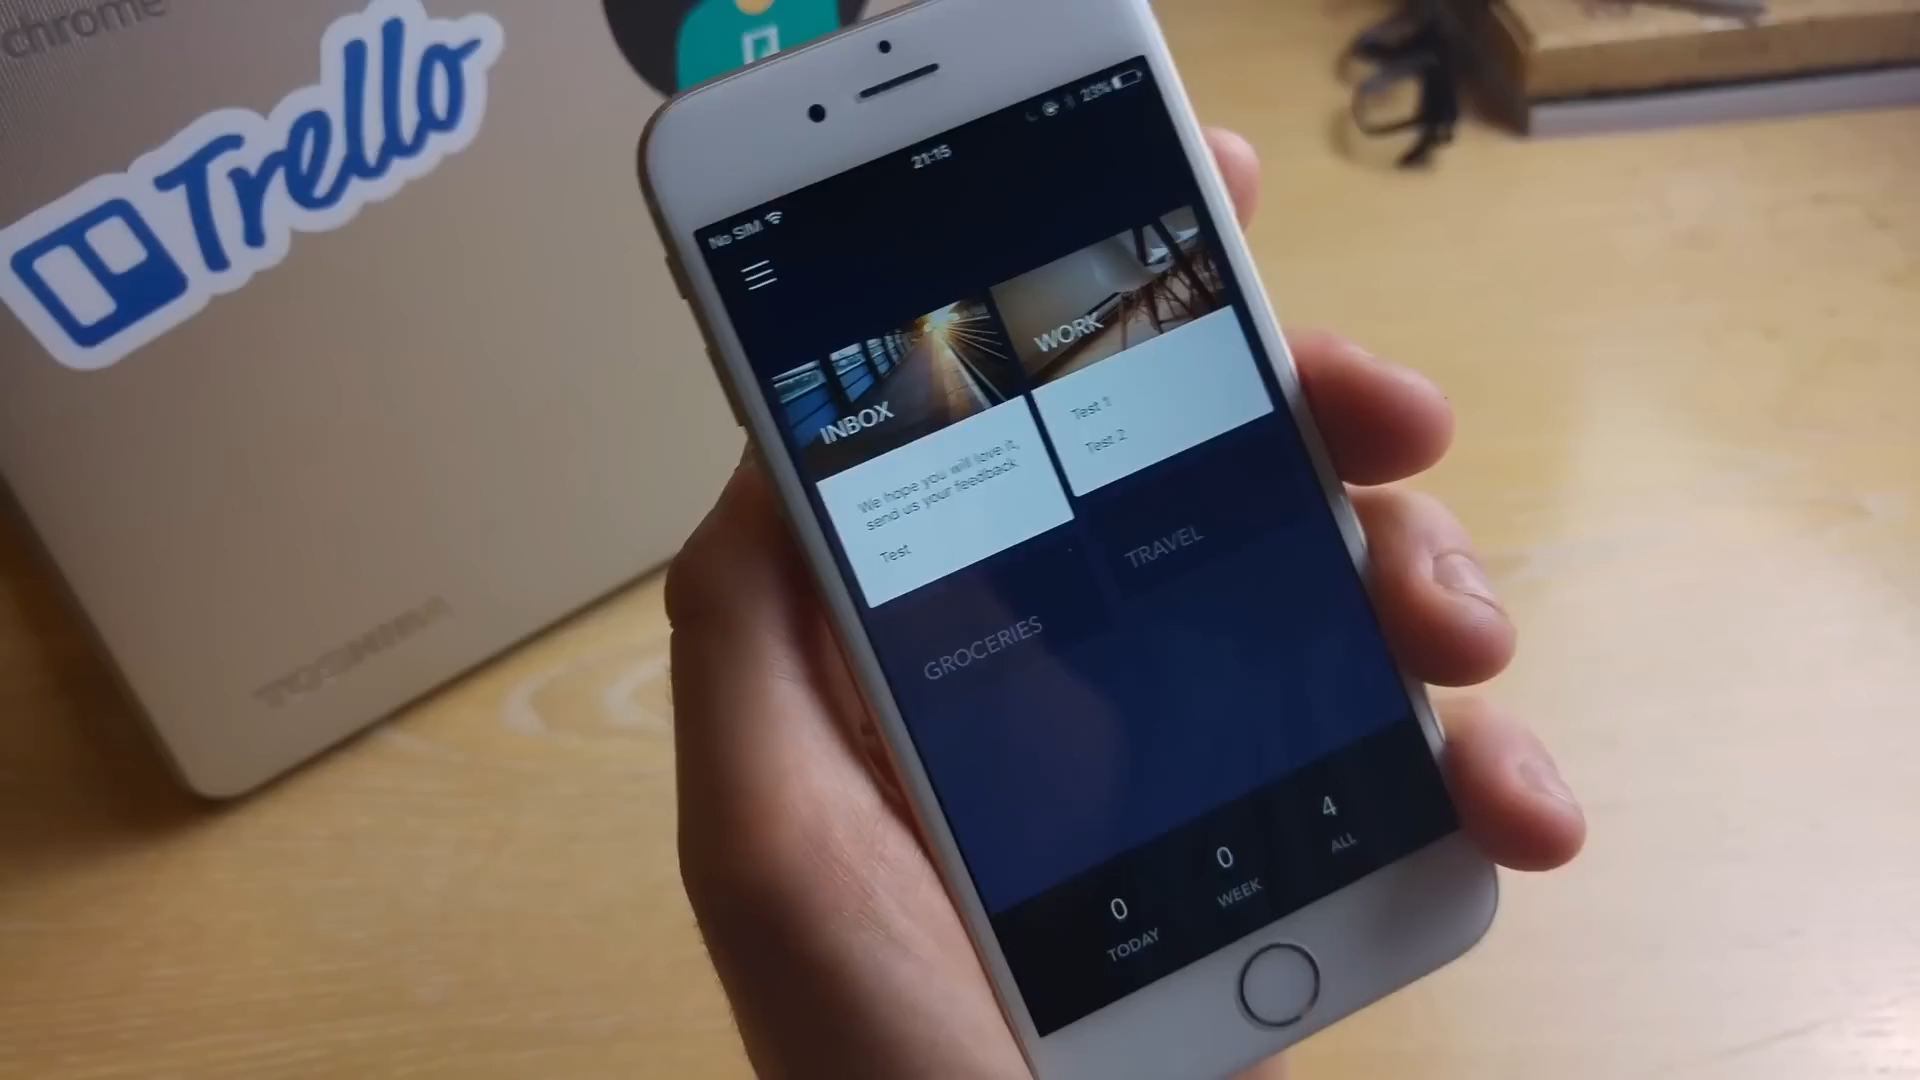 chrome
Trello
TOSHIBA
No SIM
21:15
23%
INBOX
We hope you will love it,
send us your feedback
Test
WORK
Test 1
Test 2
GROCERIES
TRAVEL
0
TODAY
0
WEEK
4
ALL